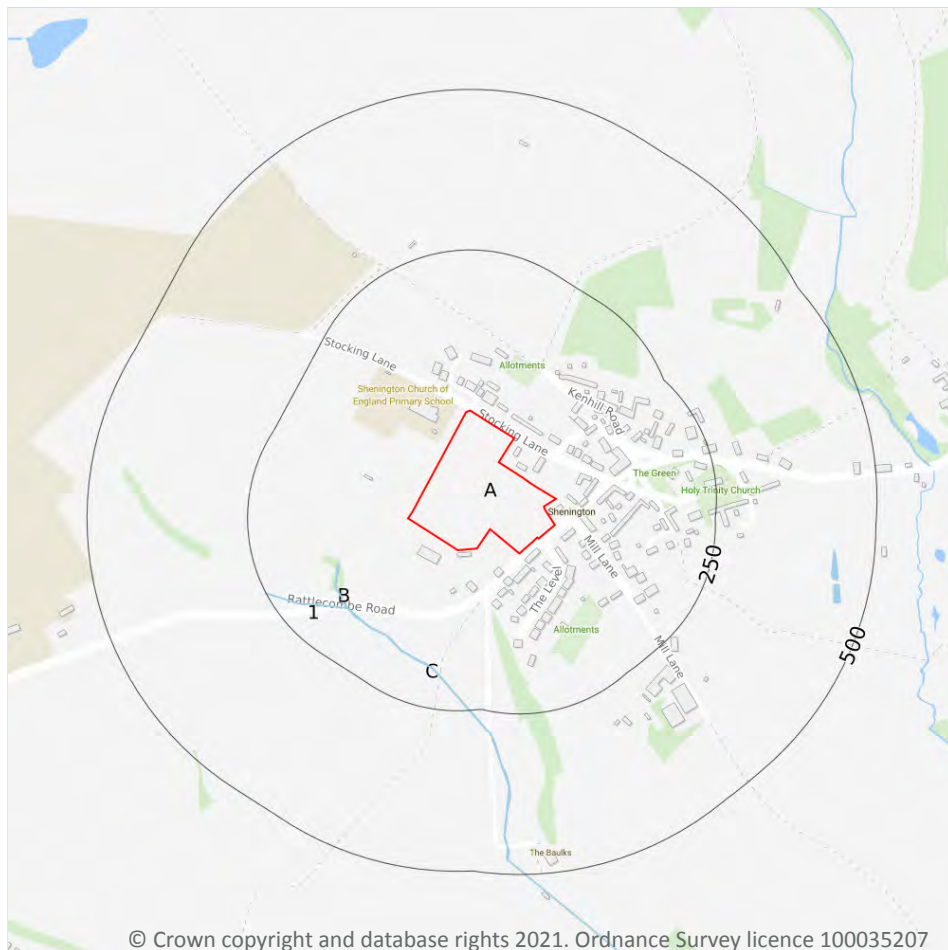 Stocking Lane
Allotments
Shenington Church of
England Primary School
Kenhill Road
Stocking Lane
The Green
A
Holy Trinity Church
Shenington
Mill Lane
250
The Level
B
Rattlecombe Road
1
Allotments
500
Mill Lane
C
The Baulks
© Crown copyright and database rights 2021. Ordnance Survey licence 100035207